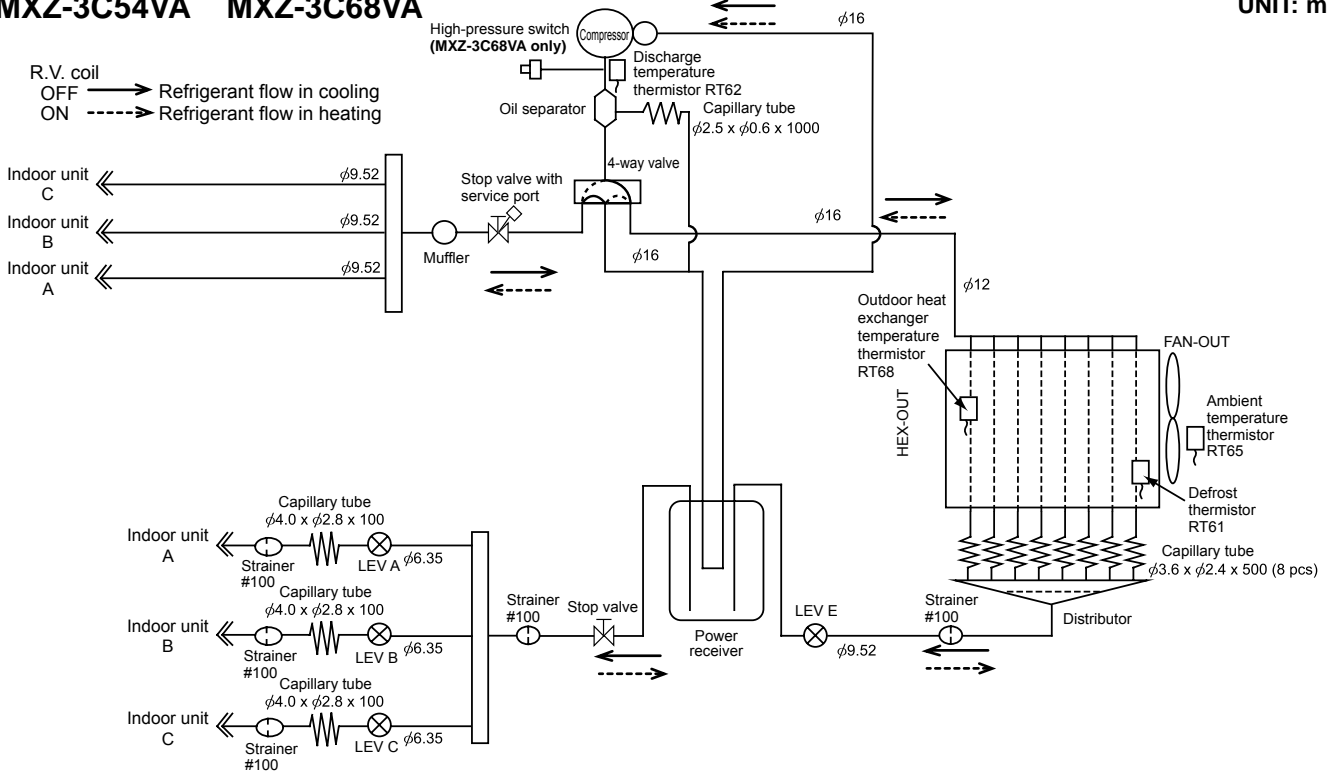 MXZ-3C54VA MXZ-3C68VA
UNIT: m
R.V. coil
OFF Refrigerant flow in cooling
ON Refrigerant flow in heating
High-pressure switch
(MXZ-3C68VA only)
Compressor
ϕ16
Discharge
temperature
thermistor RT62
Oil separator
Capillary tube
ϕ2.5 x ϕ0.6 x 1000
4-way valve
Indoor unit
C
ϕ9.52
Indoor unit
B
ϕ9.52
Indoor unit
A
ϕ9.52
Muffler
Stop valve with
service port
ϕ16
ϕ16
ϕ12
Outdoor heat
exchanger
temperature
thermistor
RT68
HEX-OUT
FAN-OUT
Ambient
temperature
thermistor
RT65
Defrost
thermistor
RT61
Capillary tube
ϕ3.6 x ϕ2.4 x 500 (8 pcs)
Distributor
Strainer
#100
LEV E
ϕ9.52
Power
receiver
Stop valve
Strainer
#100
Capillary tube
ϕ4.0 x ϕ2.8 x 100
Indoor unit
A
Strainer
#100
LEV A
ϕ6.35
Capillary tube
ϕ4.0 x ϕ2.8 x 100
Indoor unit
B
Strainer
#100
LEV B
ϕ6.35
Capillary tube
ϕ4.0 x ϕ2.8 x 100
Indoor unit
C
Strainer
#100
LEV C
ϕ6.35